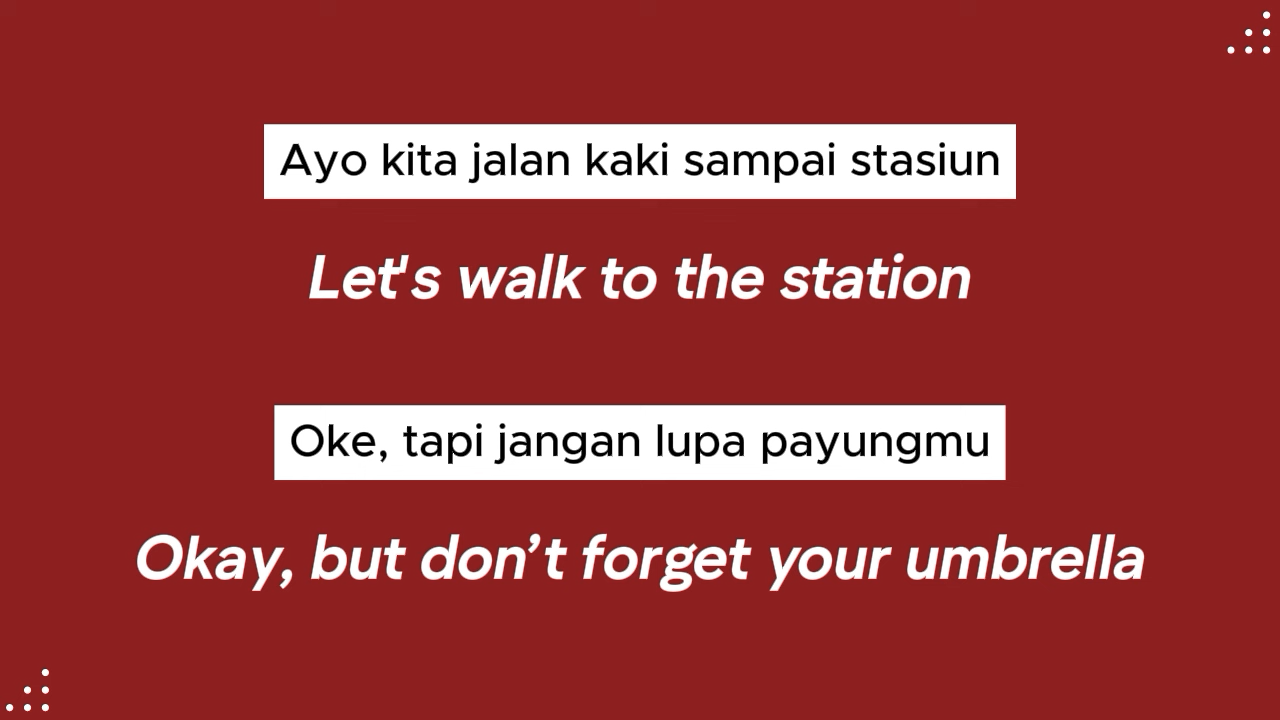 Ayo kita jalan kaki sampai stasiun
Let's walk to the station
Oke, tapi jangan lupa payungmu
Okay, but don’t forget your umbrella